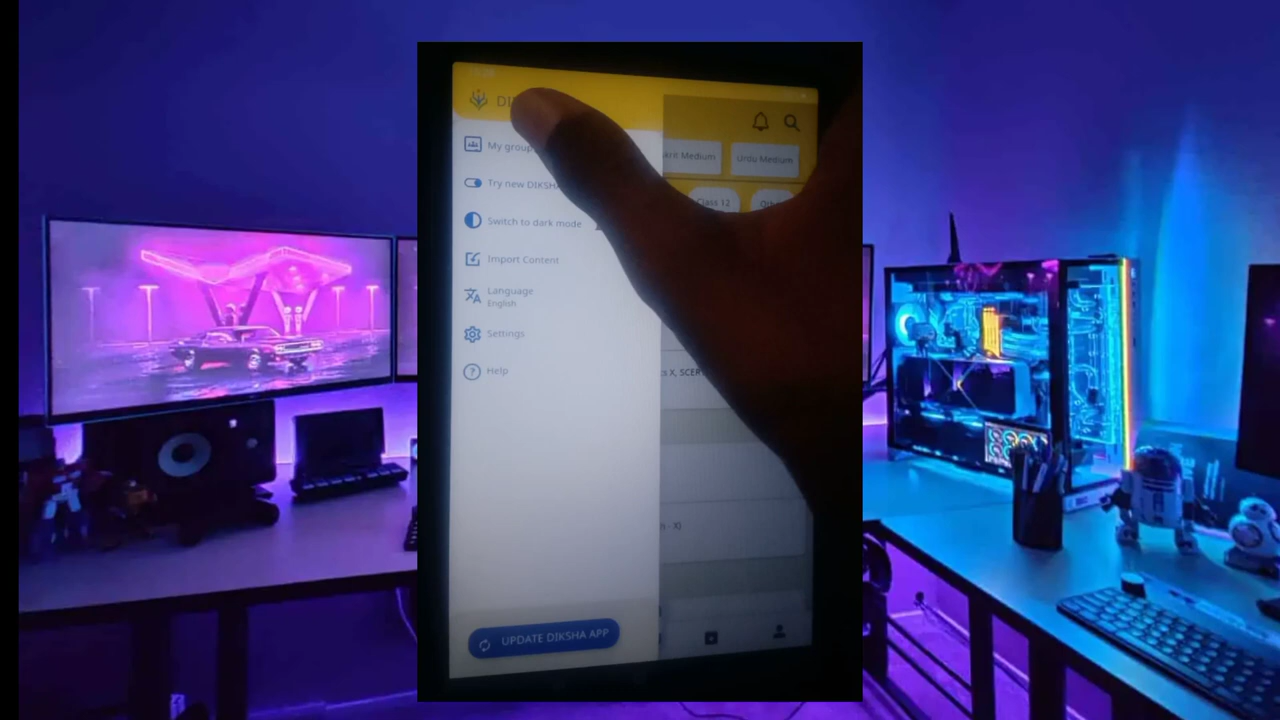 My group
Try new DIKSHA
Switch to dark mode
Import Content
Language
English
Settings
Help
UPDATE DIKSHA APP
Medium
Urdu Medium
Class 12
X, SCER
- X)